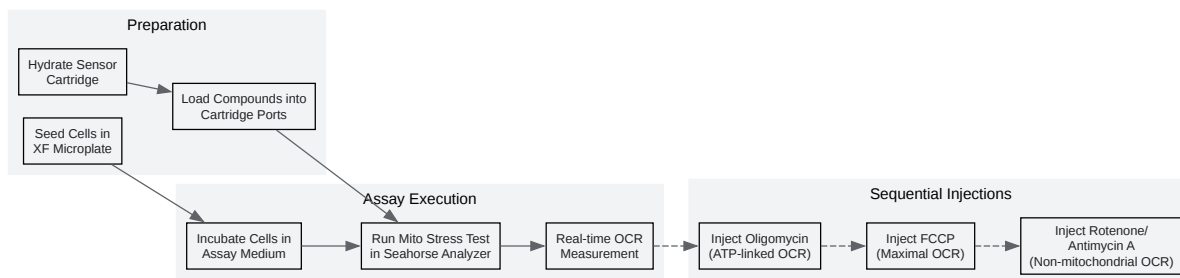 Preparation
Hydrate Sensor
Cartridge
Load Compounds into
Cartridge Ports
Seed Cells in
XF Microplate
Assay Execution
Incubate Cells in
Assay Medium
Run Mito Stress Test
in Seahorse Analyzer
Real-time OCR
Measurement
Sequential Injections
Inject Oligomycin
(ATP-linked OCR)
Inject FCCP
(Maximal OCR)
Inject Rotenone/
Antimycin A
(Non-mitochondrial OCR)